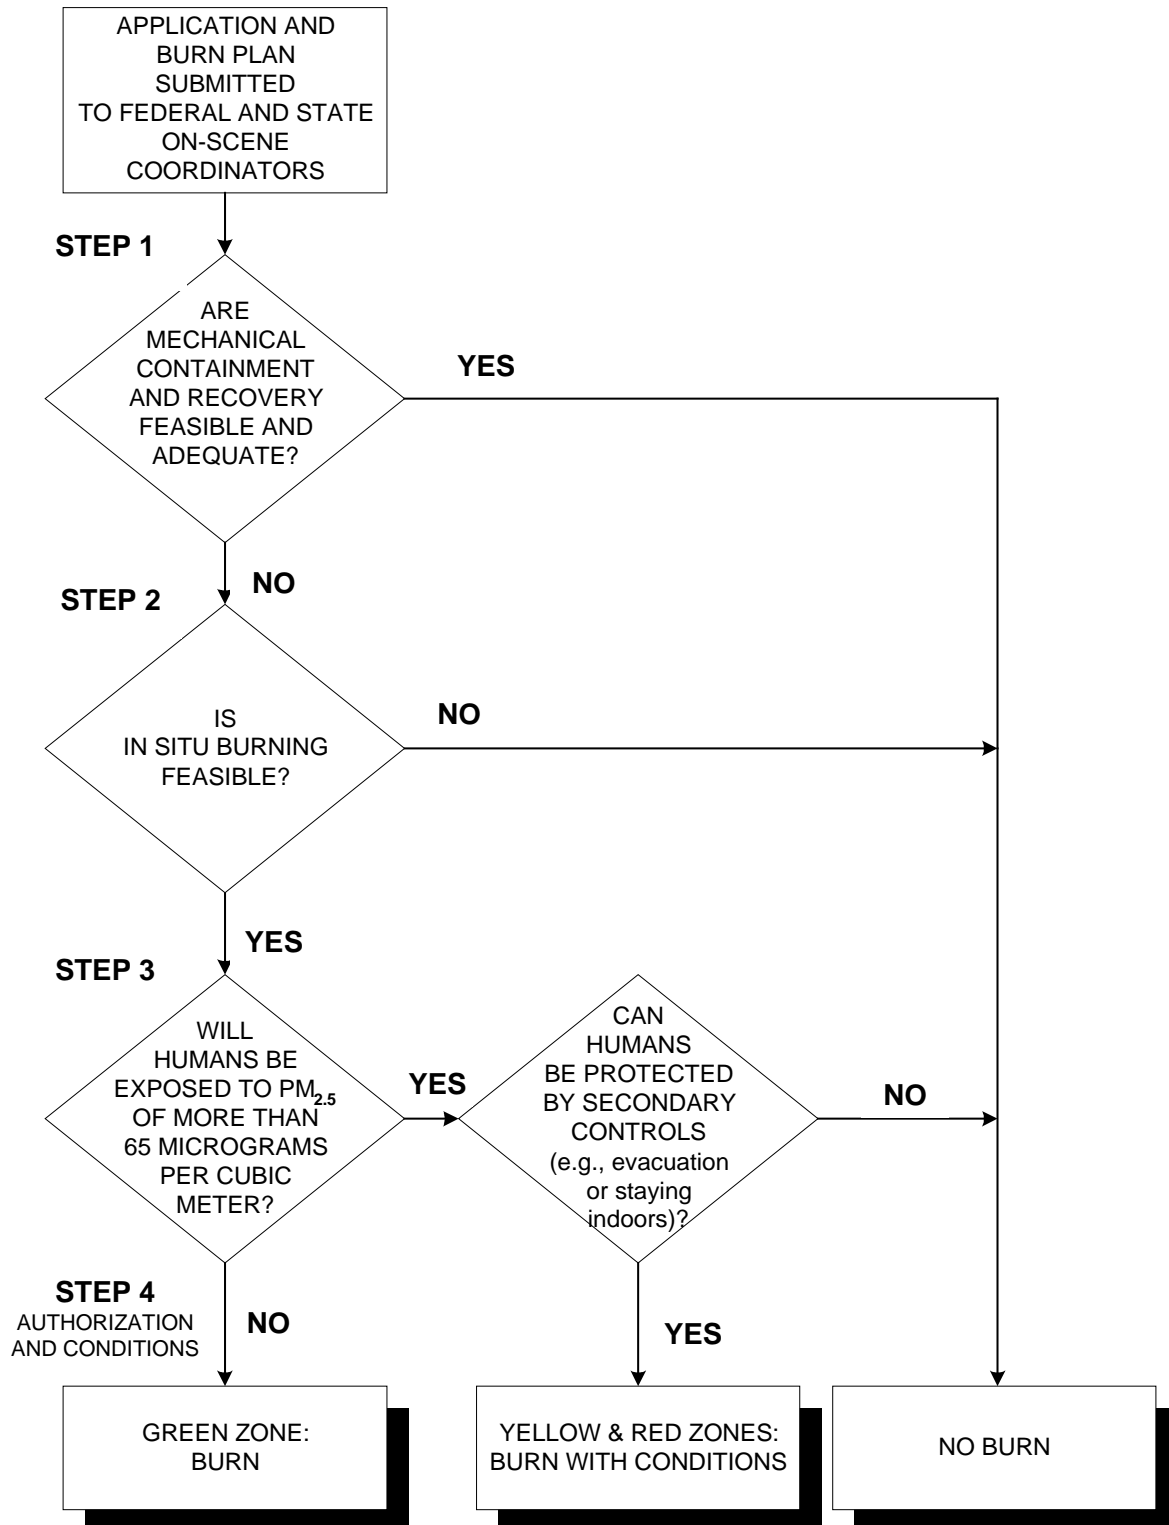 APPLICATION AND
BURN PLAN
SUBMITTED
TO FEDERAL AND STATE
ON-SCENE
COORDINATORS
STEP 1
ARE
MECHANICAL
CONTAINMENT
AND RECOVERY
FEASIBLE AND
ADEQUATE?
YES
NO
STEP 2
IS
IN SITU BURNING
FEASIBLE?
NO
YES
STEP 3
WILL
HUMANS BE
EXPOSED TO PM2.5
OF MORE THAN
65 MICROGRAMS
PER CUBIC
METER?
YES
CAN
HUMANS
BE PROTECTED
BY SECONDARY
CONTROLS
(e.g., evacuation
or staying
indoors)?
NO
STEP 4
AUTHORIZATION
AND CONDITIONS
NO
YES
GREEN ZONE:
BURN
YELLOW & RED ZONES:
BURN WITH CONDITIONS
NO BURN